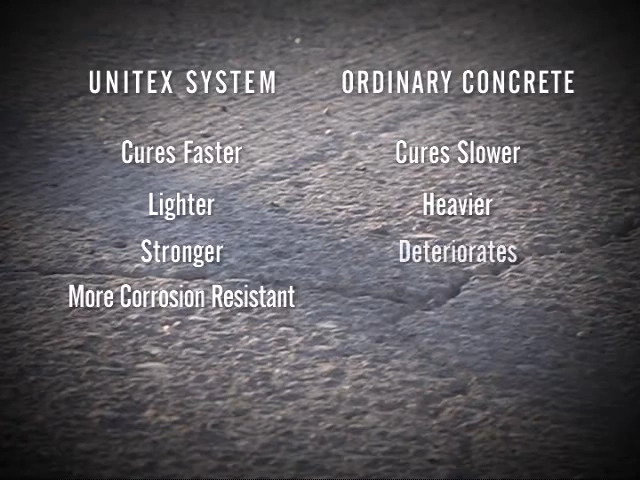 UNITEX SYSTEM
ORDINARY CONCRETE
Cures Faster
Cures Slower
Lighter
Heavier
Stronger
Deteriorates
More Corrosion Resistant